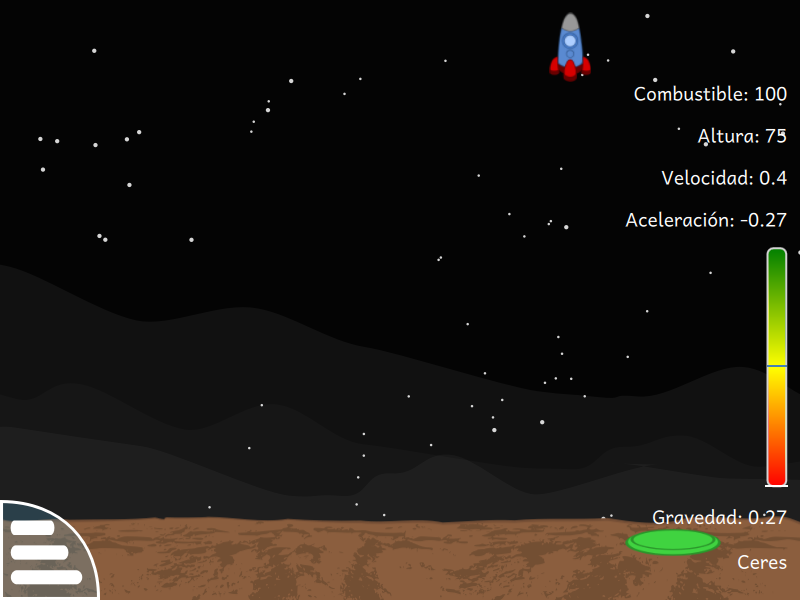 Combustible: 100
Altura: 75
Velocidad: 0.4
Aceleración: -0.27
Gravedad: 0.27
Ceres